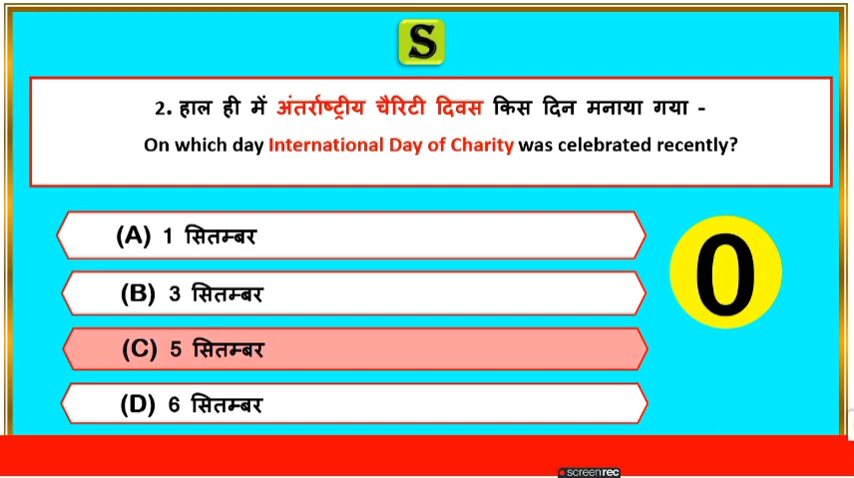 S
2. हाल ही में अंतर्राष्ट्रीय चैरिटी दिवस किस दिन मनाया गया -
On which day International Day of Charity was celebrated recently?
(A) 1 सितम्बर
(B) 3 सितम्बर
(C) 5 सितम्बर
(D) 6 सितम्बर
0
screenrec